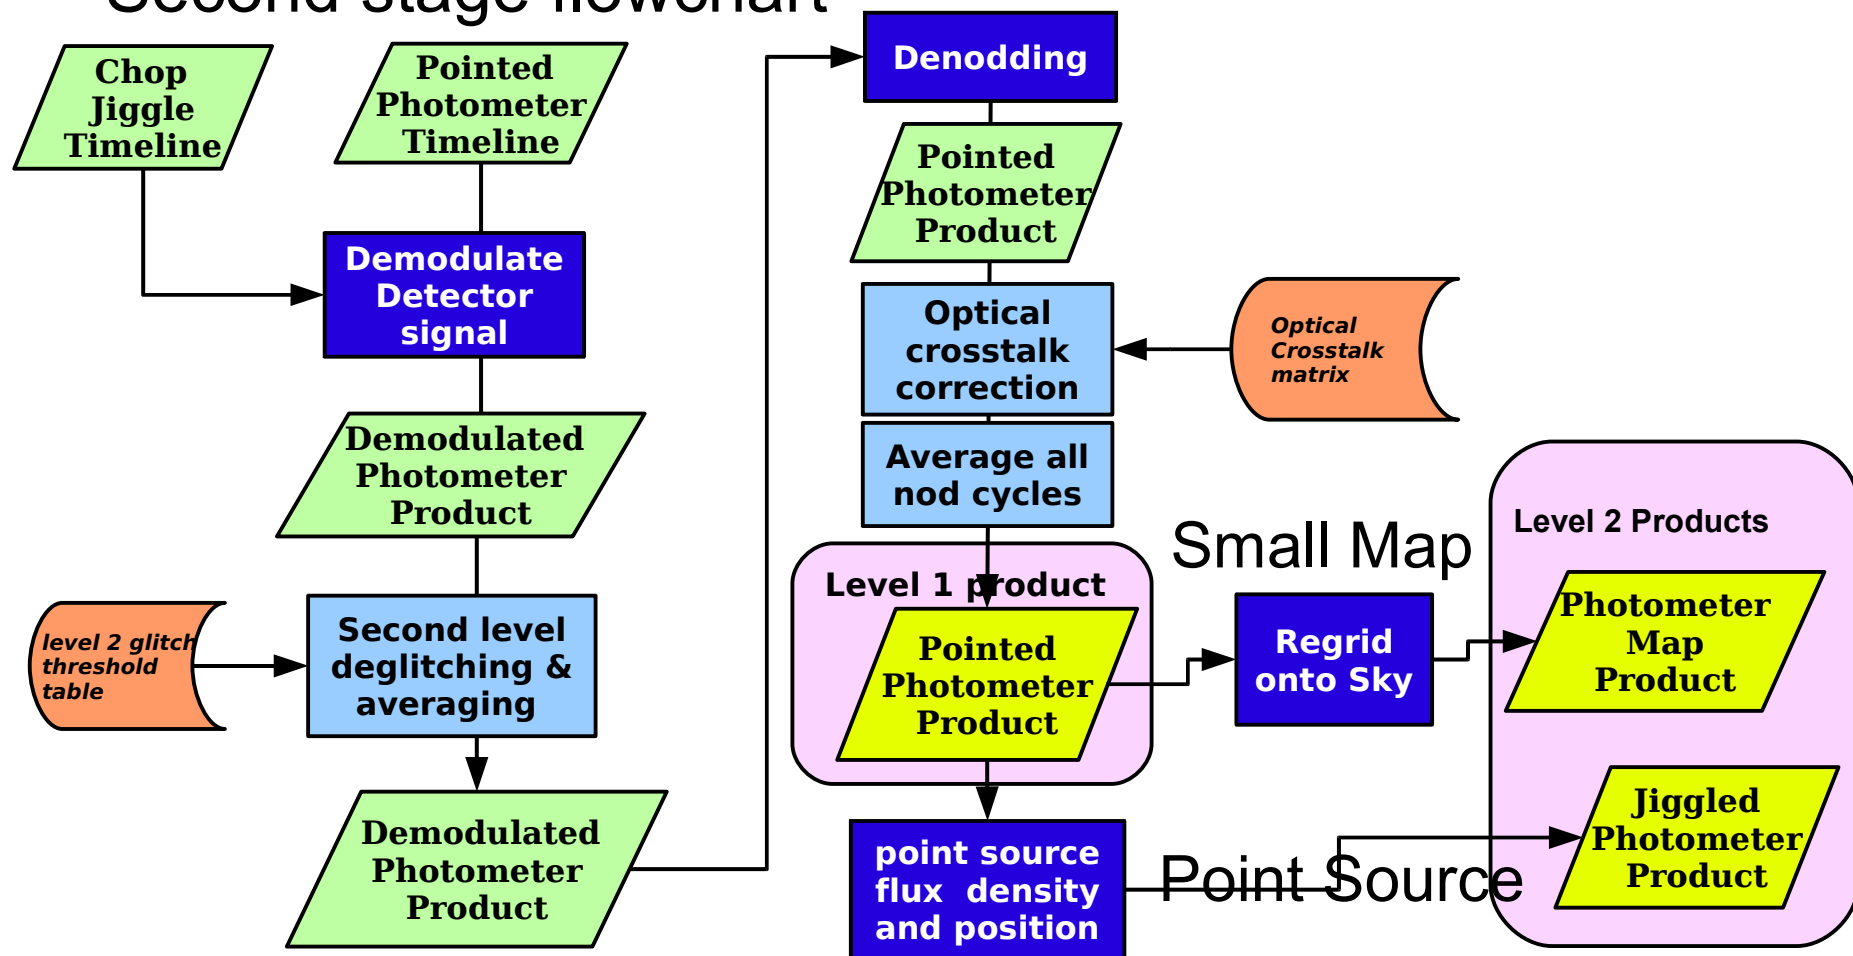 Second stage flowchart
Chop
Jiggle
Timeline
Pointed
Photometer
Timeline
Demodulate
Detector
signal
Demodulated
Photometer
Product
level 2 glitch
threshold
table
Second level
deglitching &
averaging
Demodulated
Photometer
Product
Denodding
Pointed
Photometer
Product
Optical
crosstalk
correction
Optical
Crosstalk
matrix
Average all
nod cycles
Level 1 product
Pointed
Photometer
Product
Small Map
Regrid
onto Sky
Level 2 Products
Photometer
Map
Product
Jiggled
Photometer
Product
point source
flux density
and position
Point Source